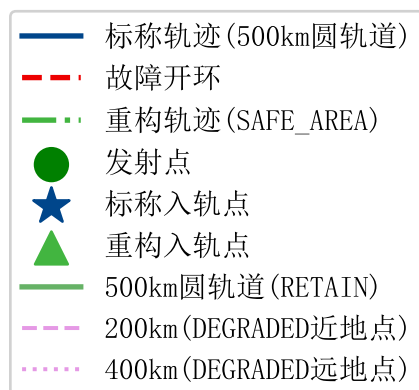 标称轨迹(500km圆轨道)
故障开环
重构轨迹(SAFE_AREA)
发射点
标称入轨点
重构入轨点
500km圆轨道(RETAIN)
200km(DEGRADED近地点)
400km(DEGRADED远地点)